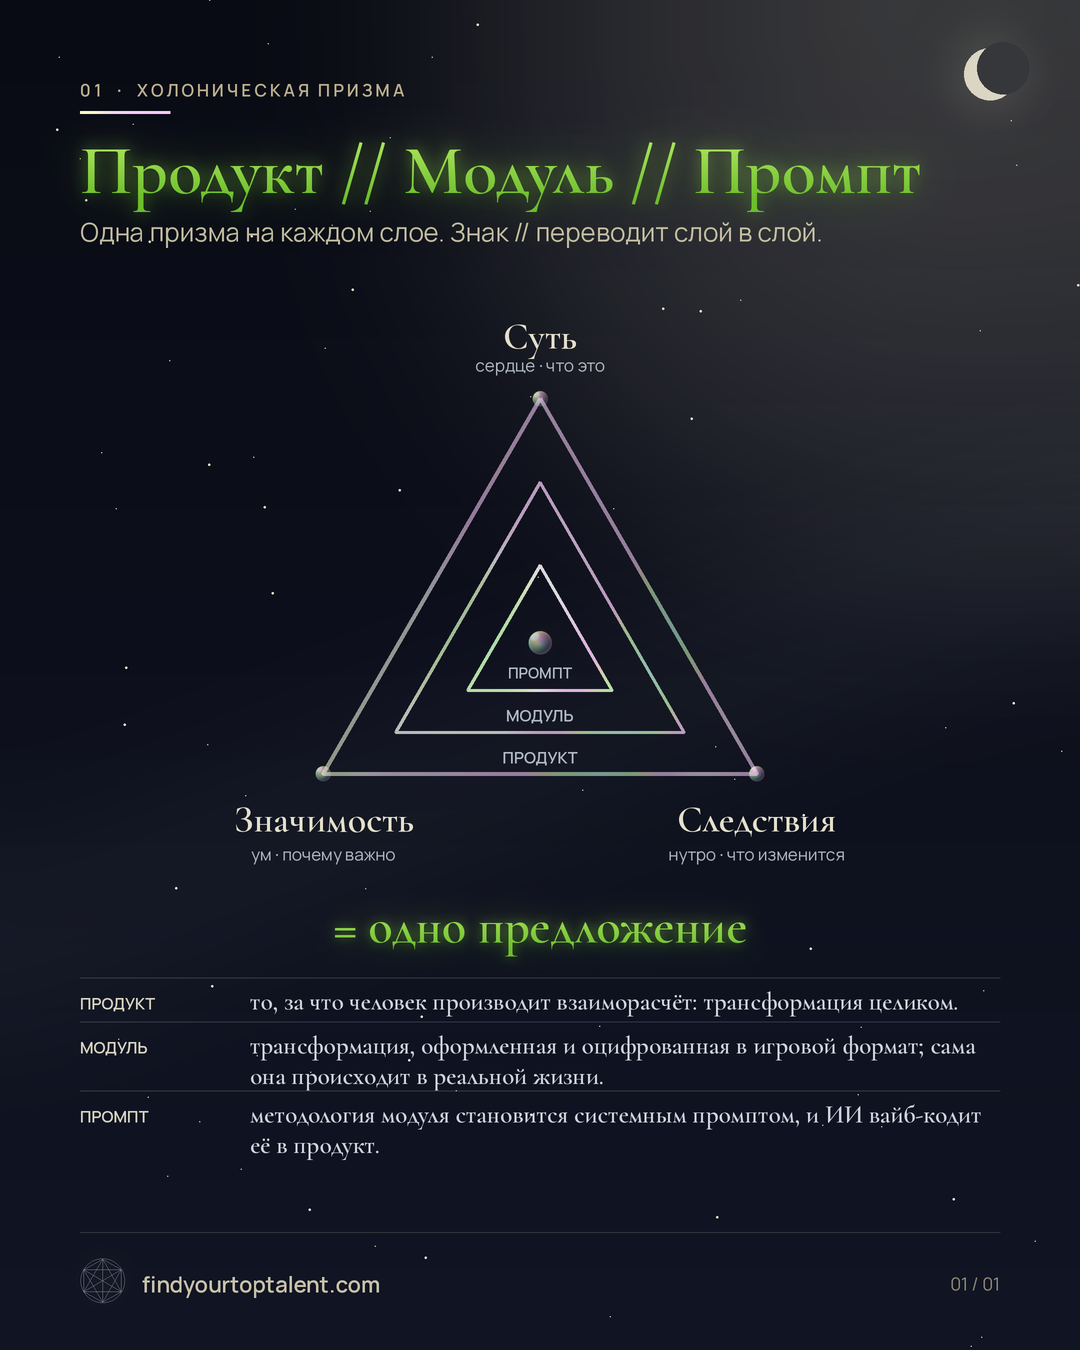 01 · ХОЛОНИЧЕСКАЯ ПРИЗМА
Продукт // Модуль // Промпт
Одна призма на каждом слое. Знак // переводит слой в слой.
Суть
сердце · что это
ПРОМПТ
МОДУЛЬ
ПРОДУКТ
Значимость
ум · почему важно
Следствия
нутро · что изменится
= одно предложение
ПРОДУКТ то, за что человек производит взаиморасчёт: трансформация целиком.
МОДУЛЬ трансформация, оформленная и оцифрованная в игровой формат; сама
она происходит в реальной жизни.
ПРОМПТ методология модуля становится системным промптом, и ИИ вайб-кодит
её в продукт.
findyourtoptalent.com
01 / 01